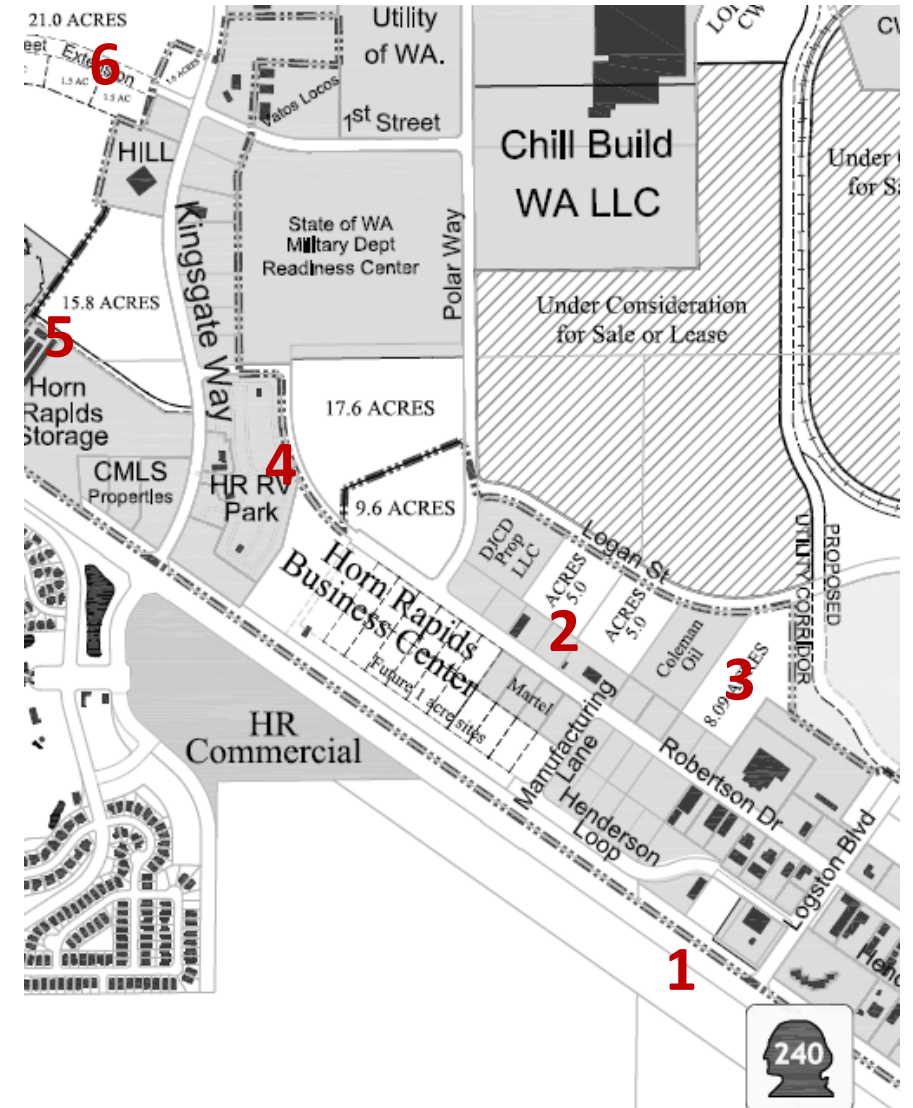 21.0 ACRES
Extension
6
1.5 AC
1.5 AC
HILL
Kingsgate Way
Utility
of WA.
1st Street
State of WA
Military Dept
Readiness Center
Polar Way
Chill Build
WA LLC
Under Consideration
for Sale or Lease
Under
15.8 ACRES
5
Horn
Rapids
Storage
CMLS
Properties
4
HR RV
Park
17.6 ACRES
9.6 ACRES
DJCD
Prop
LLC
Logan St
ACRES
5.0
2
ACRES
5.0
Coleman
Oil
3
8.09 ACRES
UTILITY CORRIDOR
PROPOSED
Horn Rapids
Business Center
Future 1 acre sites
Martel
Manufacturing
Lane
Henderson
Loop
Robertson Dr
Logston Blvd
HR
Commercial
1
240